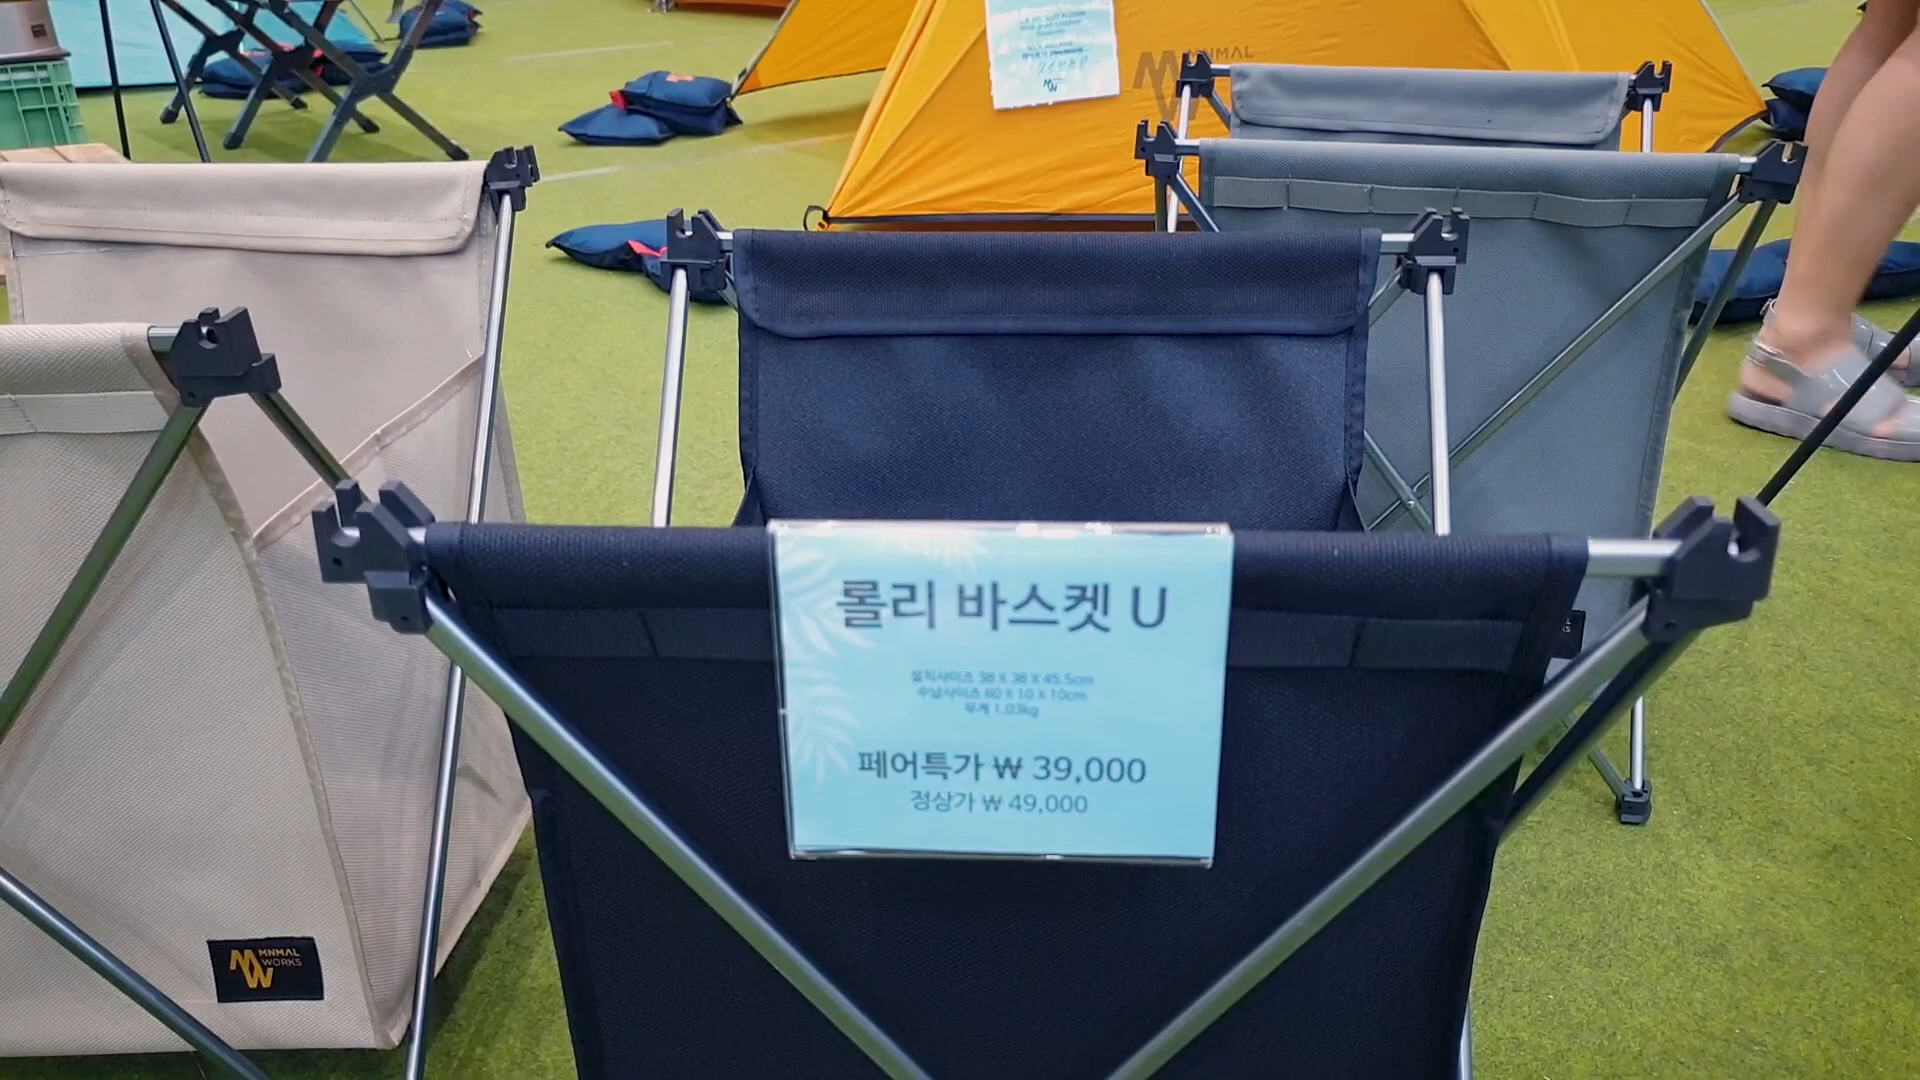 MNMAL
롤리 바스켓 U
설치사이즈 38 X 38 X 45.5cm
수납사이즈 60 X 10 X 10cm
무게 1.03kg
페어특가 ₩ 39,000
정상가 ₩ 49,000
MNMAL
WORKS